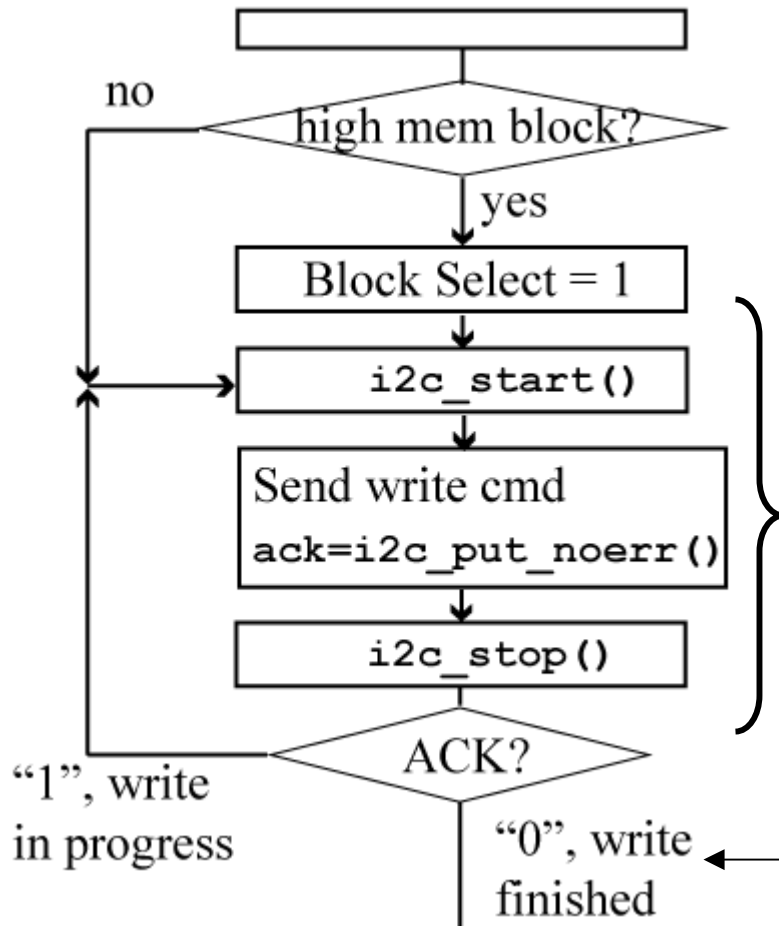 no
high mem block?
yes
Block Select = 1
i2c_start()
Send write cmd
ack=i2c_put_noerr()
i2c_stop()
ACK?
“1”, write
in progress
“0”, write
finished